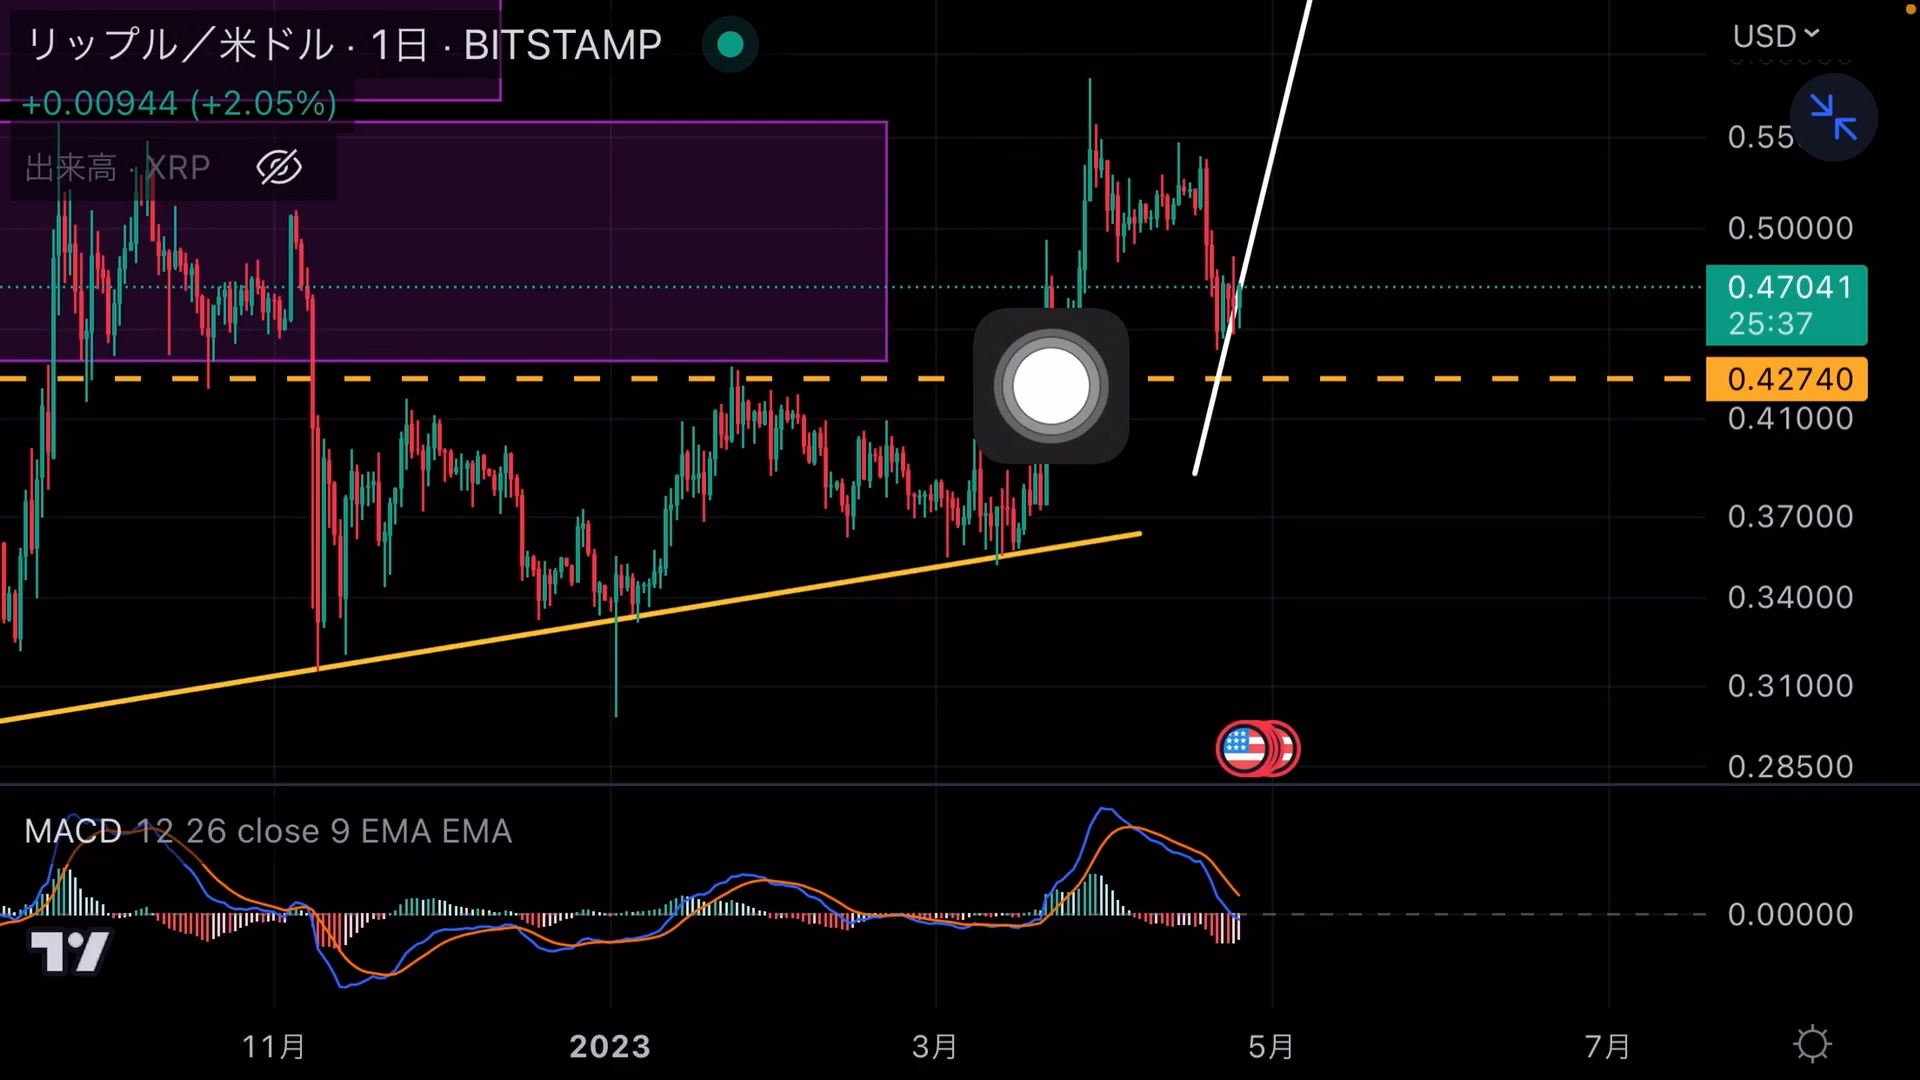 リップル／米ドル · 1日 · BITSTAMP
USD
+0.00944 (+2.05%)
出来高 · XRP
0.55
0.50000
0.47041
25:37
0.42740
0.41000
0.37000
0.34000
0.31000
0.28500
MACD 12 26 close 9 EMA EMA
0.00000
11月
2023
3月
5月
7月